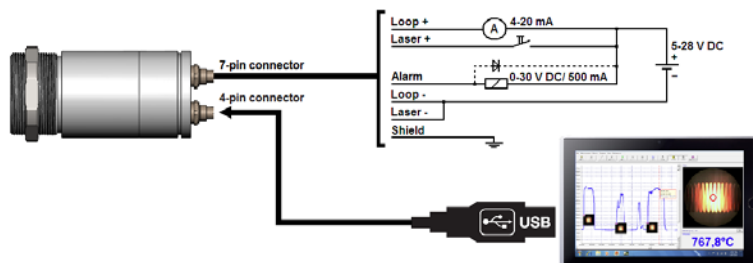 Loop +
4-20 mA
A
Laser +
5-28 V DC
+
-
7-pin connector
Alarm
0-30 V DC/ 500 mA
4-pin connector
Loop -
Laser -
Shield
USB
767,8°C